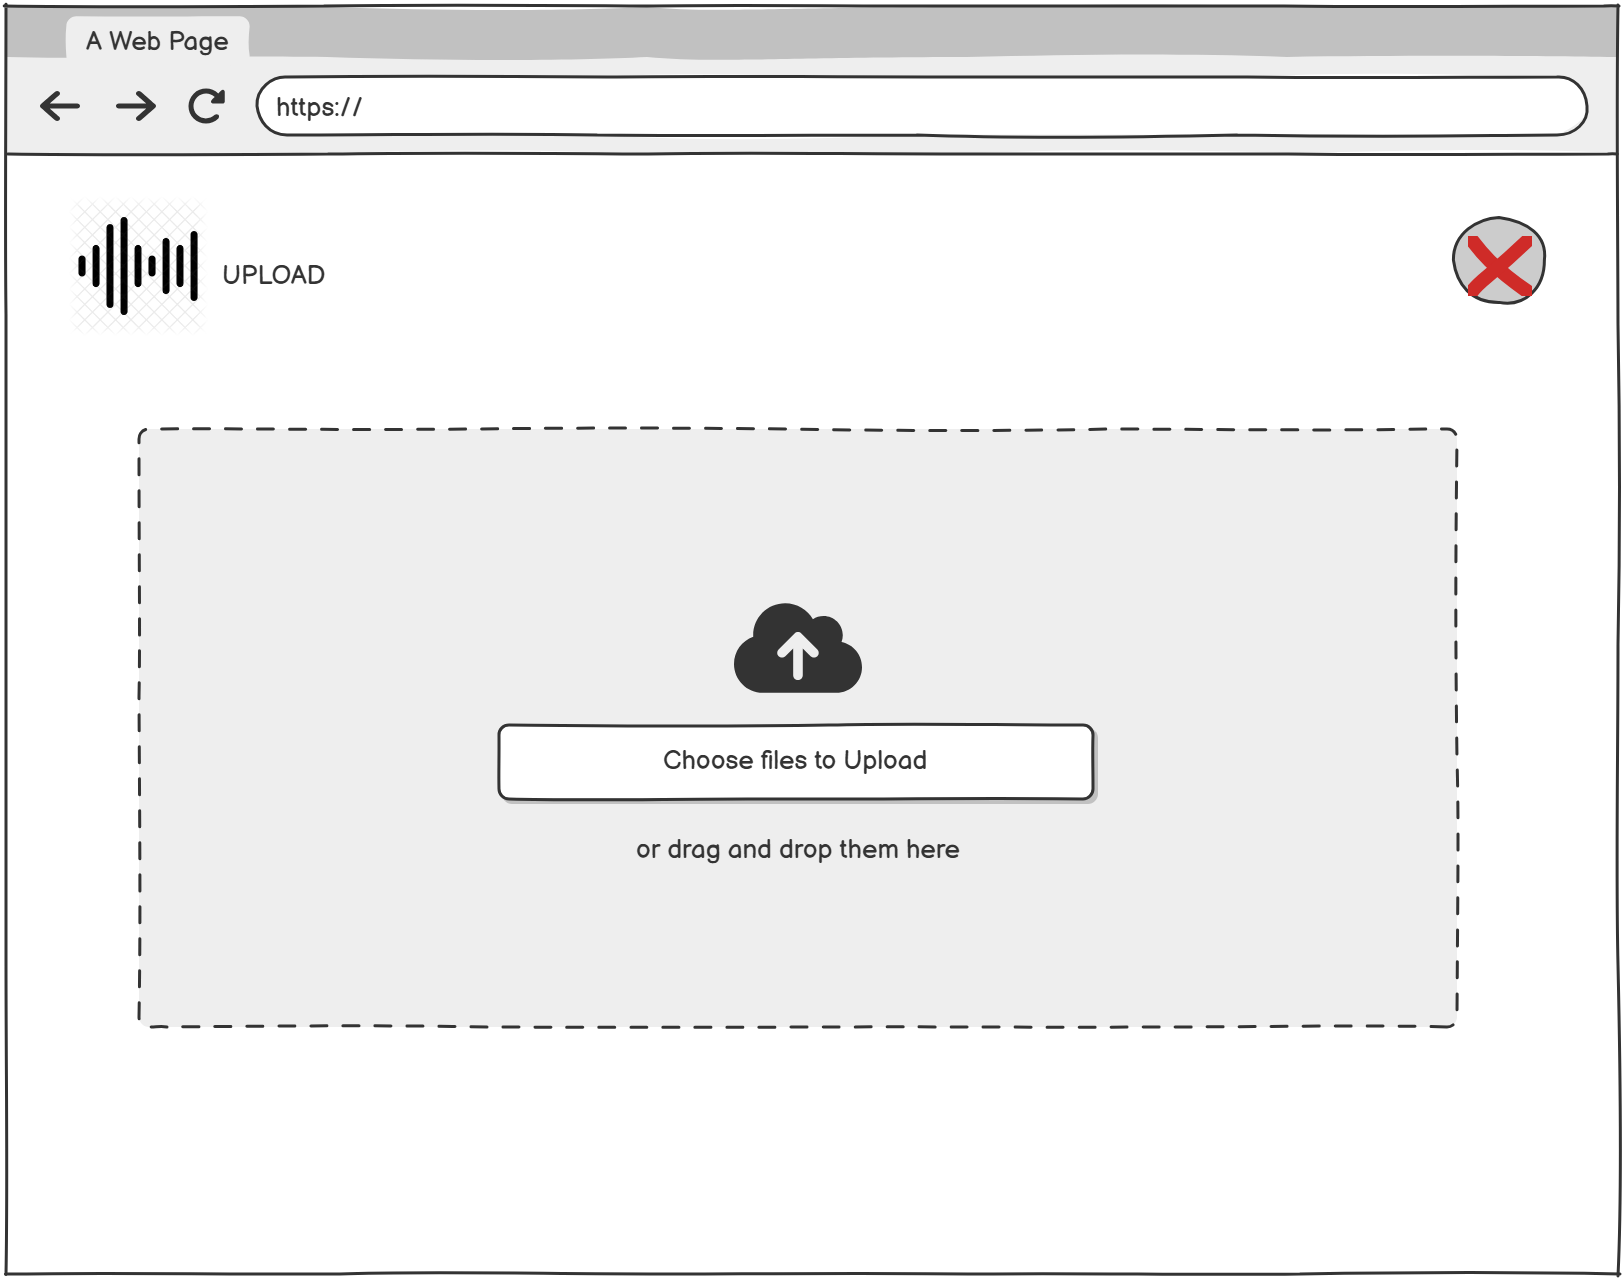 A Web Page
https://
UPLOAD
Choose files to Upload
or drag and drop them here